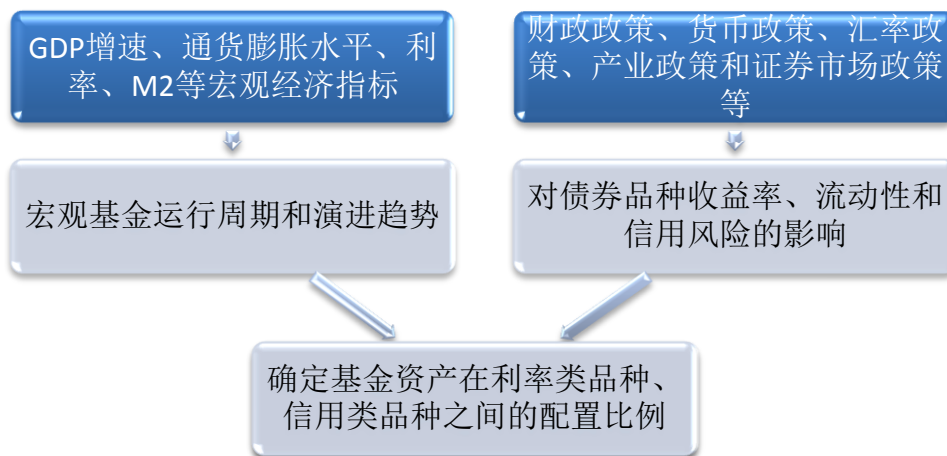 GDP增速、通货膨胀水平、利
率、M2等宏观经济指标
财政政策、货币政策、汇率政
策、产业政策和证券市场政策
等
宏观基金运行周期和演进趋势
对债券品种收益率、流动性和
信用风险的影响
确定基金资产在利率类品种、
信用类品种之间的配置比例